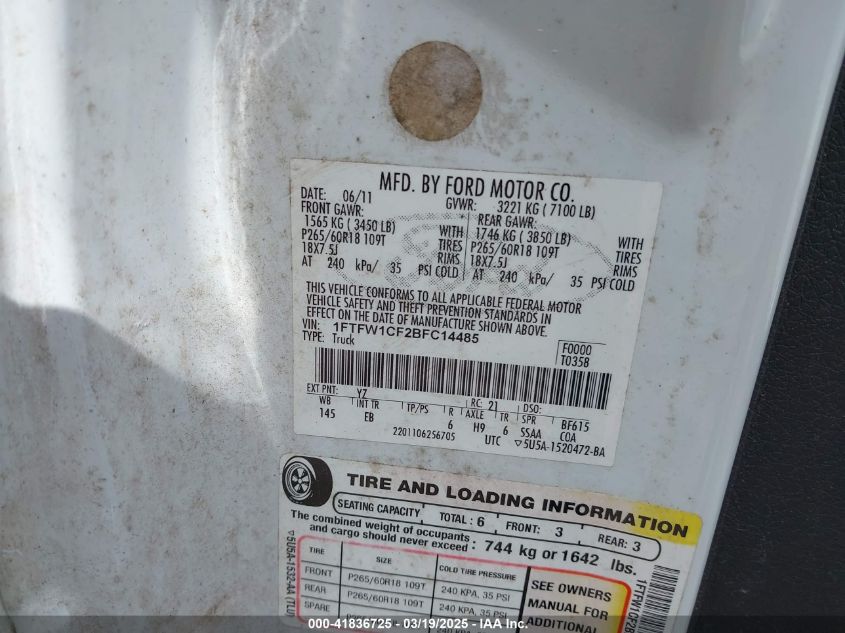 MFD. BY FORD MOTOR CO.
DATE: 06/11 GVWR: 3221 KG ( 7100 LB)
FRONT GAWR: REAR GAWR:
1565 KG ( 3450 LB) WITH 1746 KG ( 3850 LB) WITH
P265/60R18 109T TIRES P265/60R18 109T TIRES
18X7.5J RIMS 18X7.5J RIMS
AT 240 kPa/ 35 PSI COLD AT 240 kPa/ 35 PSI COLD
THIS VEHICLE CONFORMS TO ALL APPLICABLE FEDERAL MOTOR
VEHICLE SAFETY AND THEFT PREVENTION STANDARDS IN
EFFECT ON THE DATE OF MANUFACTURE SHOWN ABOVE.
VIN: 1FTFW1CF2BFC14485 F0000
TYPE: Truck T0358
EXT PNT: YZ RC: 21 DSO:
WB INT TR TP/PS R AXLE TR SPR BF615
145 EB 6 H9 6 SSAA COA
2201106256705 UTC ▽5U5A-1520472-BA
TIRE AND LOADING INFORMATION
SEATING CAPACITY TOTAL : 6 FRONT: 3 REAR: 3
The combined weight of occupants
and cargo should never exceed : 744 kg or 1642 lbs.
TIRE SIZE COLD TIRE PRESSURE
FRONT P265/60R18 109T 240 KPA, 35 PSI
REAR P265/60R18 109T 240 KPA, 35 PSI
SPARE
SEE OWNERS
MANUAL FOR
ADDITIONAL
▽5U5A-1532-AA (TLU)
000-41836725 - 03/19/2025 - IAA Inc.